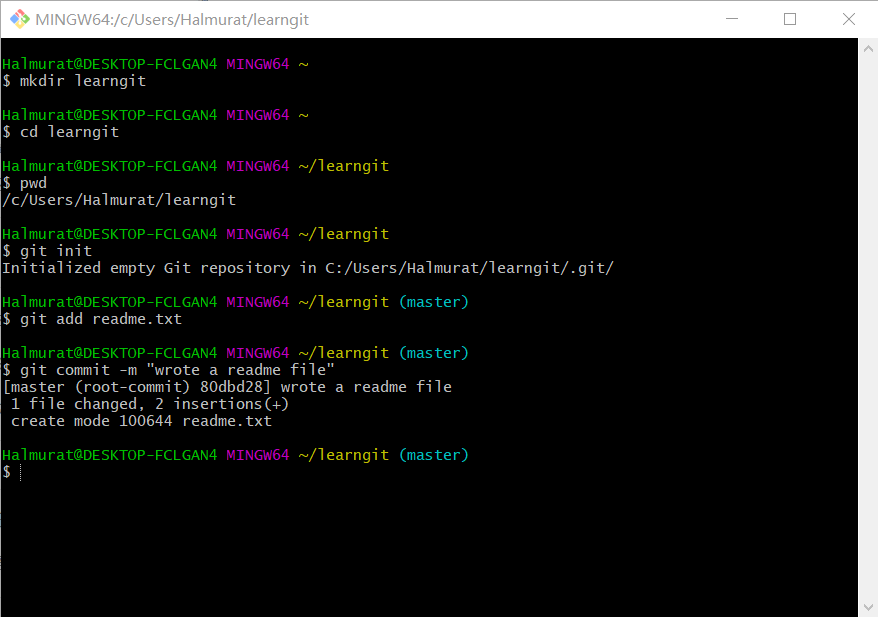 MINGW64:/c/Users/Halmurat/learngit
Halmurat@DESKTOP-FCLGAN4 MINGW64 ~
$ mkdir learngit
Halmurat@DESKTOP-FCLGAN4 MINGW64 ~
$ cd learngit
Halmurat@DESKTOP-FCLGAN4 MINGW64 ~/learngit
$ pwd
/c/Users/Halmurat/learngit
Halmurat@DESKTOP-FCLGAN4 MINGW64 ~/learngit
$ git init
Initialized empty Git repository in C:/Users/Halmurat/learngit/.git/
Halmurat@DESKTOP-FCLGAN4 MINGW64 ~/learngit (master)
$ git add readme.txt
Halmurat@DESKTOP-FCLGAN4 MINGW64 ~/learngit (master)
$ git commit -m "wrote a readme file"
[master (root-commit) 80dbd28] wrote a readme file
 1 file changed, 2 insertions(+)
 create mode 100644 readme.txt
Halmurat@DESKTOP-FCLGAN4 MINGW64 ~/learngit (master)
$